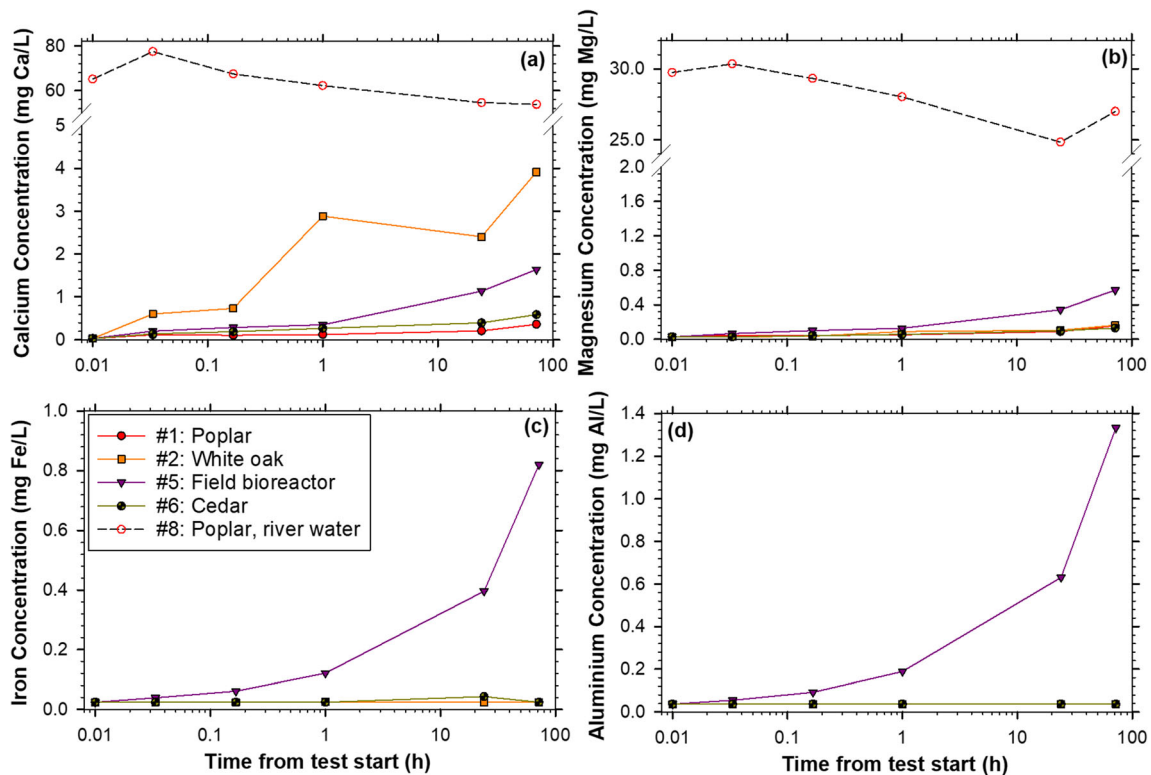 Calcium Concentration (mg Ca/L)
80
60
5
4
3
2
1
0
(a)
0.01 0.1 1 10 100
Magnesium Concentration (mg Mg/L)
30.0
25.0
2.0
1.6
1.2
0.8
0.4
0.0
(b)
0.01 0.1 1 10 100
Iron Concentration (mg Fe/L)
1.0
0.8
0.6
0.4
0.2
0.0
(c)
#1: Poplar
#2: White oak
#5: Field bioreactor
#6: Cedar
#8: Poplar, river water
0.01 0.1 1 10 100
Time from test start (h)
Aluminium Concentration (mg Al/L)
1.4
1.2
1.0
0.8
0.6
0.4
0.2
0.0
(d)
0.01 0.1 1 10 100
Time from test start (h)